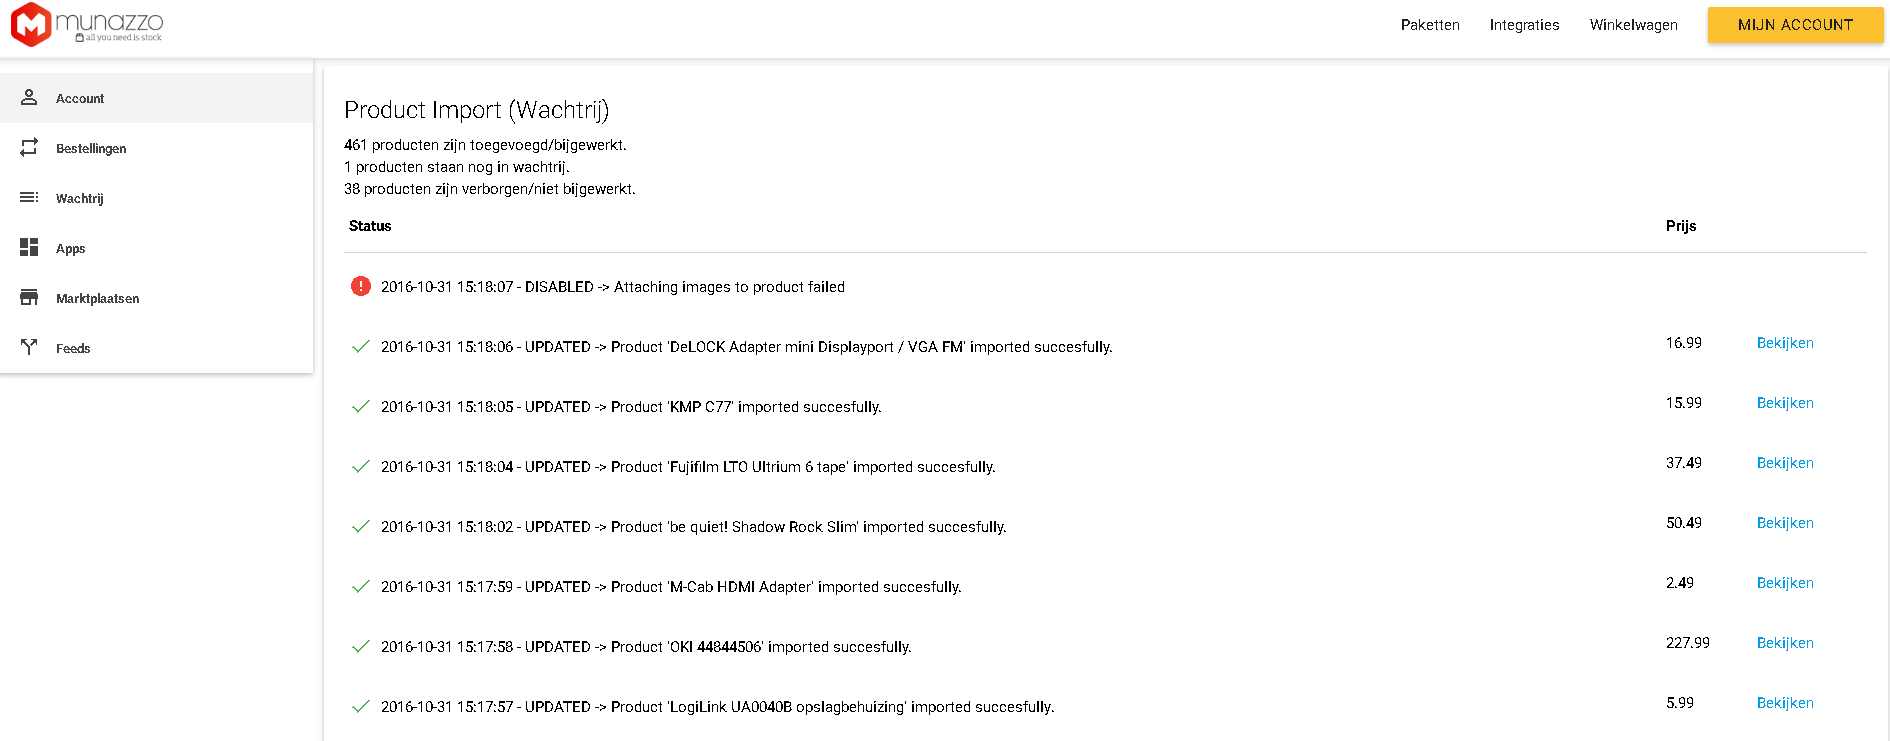 munazzo
all you need is stock
Paketten
Integraties
Winkelwagen
MIJN ACCOUNT
Account
Bestellingen
Wachtrij
Apps
Marktplaatsen
Feeds
Product Import (Wachtrij)
461 producten zijn toegevoegd/bijgewerkt.
1 producten staan nog in wachtrij.
38 producten zijn verborgen/niet bijgewerkt.
Status Prijs
2016-10-31 15:18:07 - DISABLED -> Attaching images to product failed
2016-10-31 15:18:06 - UPDATED -> Product 'DeLOCK Adapter mini Displayport / VGA FM' imported succesfully. 16.99 Bekijken
2016-10-31 15:18:05 - UPDATED -> Product 'KMP C77' imported succesfully. 15.99 Bekijken
2016-10-31 15:18:04 - UPDATED -> Product 'Fujifilm LTO Ultrium 6 tape' imported succesfully. 37.49 Bekijken
2016-10-31 15:18:02 - UPDATED -> Product 'be quiet! Shadow Rock Slim' imported succesfully. 50.49 Bekijken
2016-10-31 15:17:59 - UPDATED -> Product 'M-Cab HDMI Adapter' imported succesfully. 2.49 Bekijken
2016-10-31 15:17:58 - UPDATED -> Product 'OKI 44844506' imported succesfully. 227.99 Bekijken
2016-10-31 15:17:57 - UPDATED -> Product 'LogiLink UA0040B opslagbehuizing' imported succesfully. 5.99 Bekijken